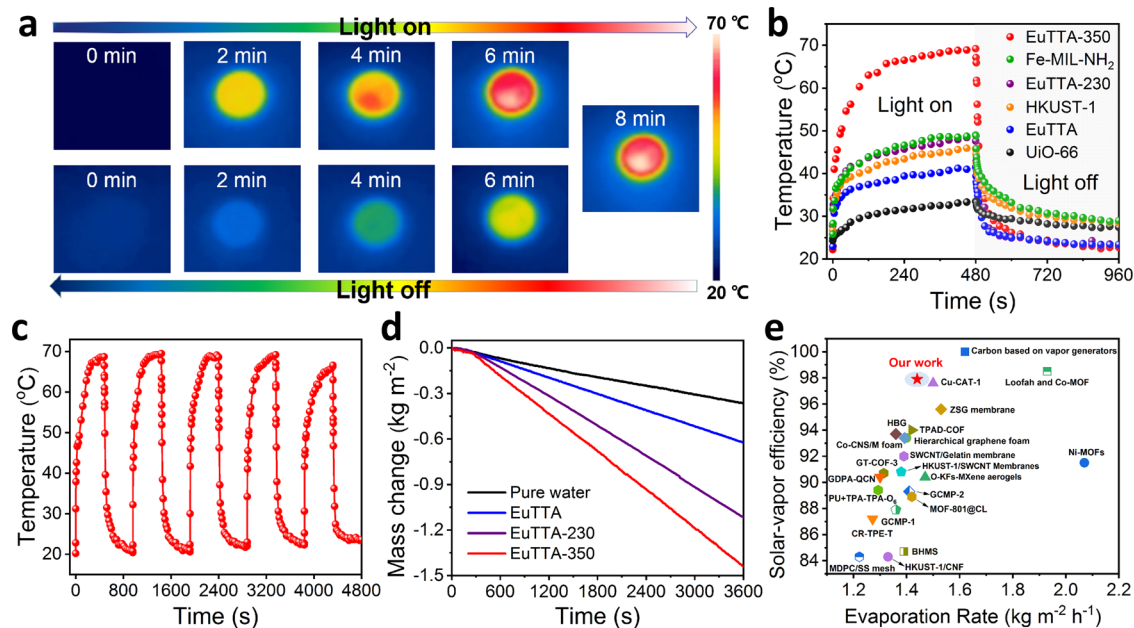 a
Light on
70 ℃
0 min
2 min
4 min
6 min
8 min
0 min
2 min
4 min
6 min
Light off
20 ℃
b
Temperature (°C)
70
60
50
40
30
20
Light on
Light off
EuTTA-350
Fe-MIL-NH₂
EuTTA-230
HKUST-1
EuTTA
UiO-66
0 240 480 720 960
Time (s)
c
Temperature (°C)
70
60
50
40
30
20
0 800 1600 2400 3200 4000 4800
Time (s)
d
Mass change (kg m⁻²)
0.0
-0.3
-0.6
-0.9
-1.2
-1.5
Pure water
EuTTA
EuTTA-230
EuTTA-350
0 600 1200 1800 2400 3000 3600
Time (s)
e
Solar-vapor efficiency (%)
100
98
96
94
92
90
88
86
84
Carbon based on vapor generators
Our work
Cu-CAT-1
Loofah and Co-MOF
ZSG membrane
HBG
TPAD-COF
Co-CNS/M foam
Hierarchical graphene foam
SWCNT/Gelatin membrane
Ni-MOFs
GT-COF-3
HKUST-1/SWCNT Membranes
GDPA-QCN
O-KFs-MXene aerogels
PU+TPA-TPA-O₆
GCMP-2
MOF-801@CL
GCMP-1
CR-TPE-T
BHMS
MDPC/SS mesh
HKUST-1/CNF
1.2 1.4 1.6 1.8 2.0 2.2
Evaporation Rate (kg m⁻² h⁻¹)